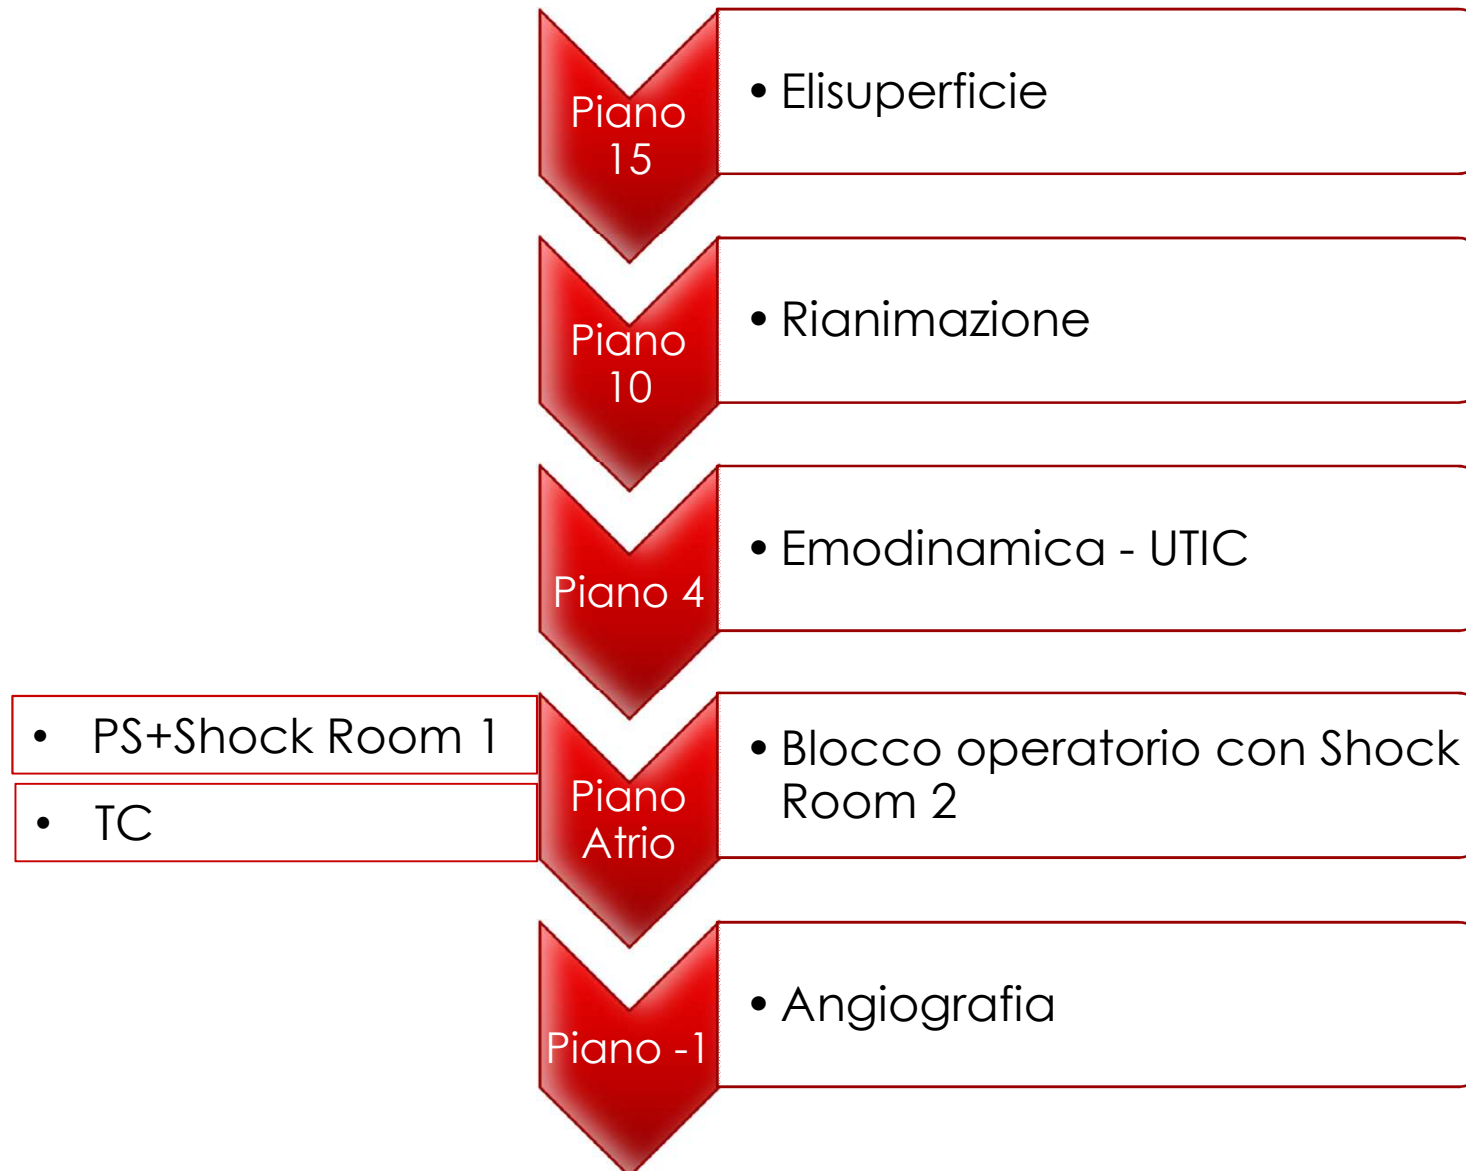 Piano
15
• Elisuperficie
Piano
10
• Rianimazione
Piano 4
• Emodinamica - UTIC
• PS+Shock Room 1
• TC
Piano
Atrio
• Blocco operatorio con Shock
Room 2
Piano -1
• Angiografia